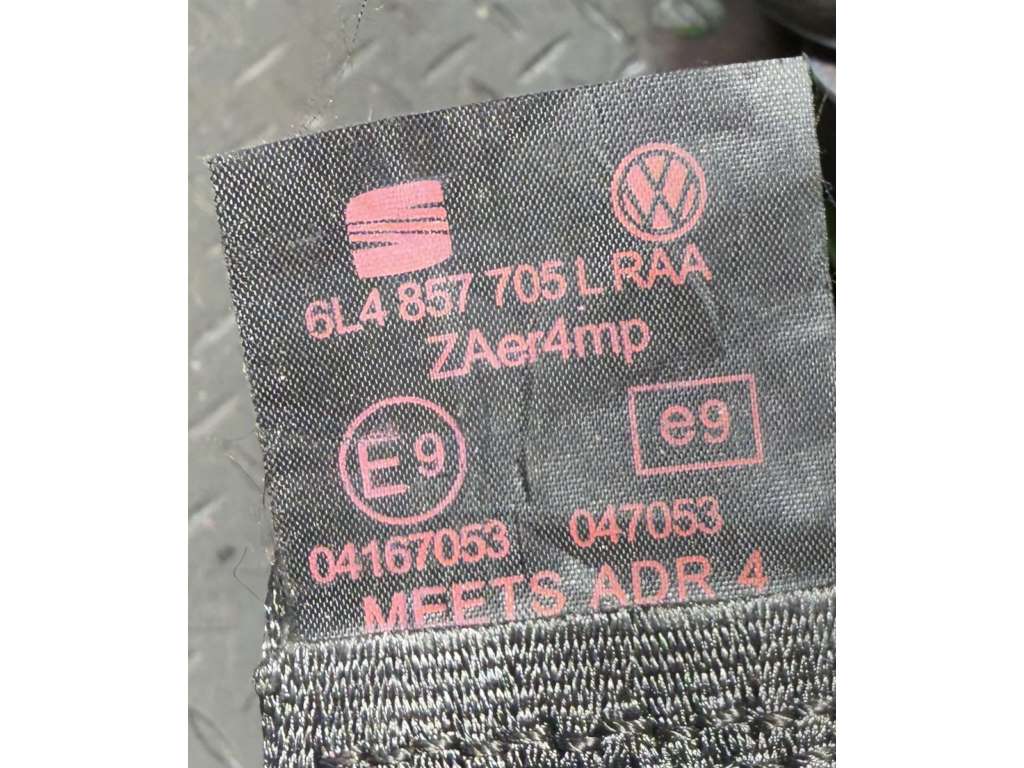 6L4 857 705 L RAA
ZAer4mp
E9 e9
04167053 047053
MEETS ADR 4